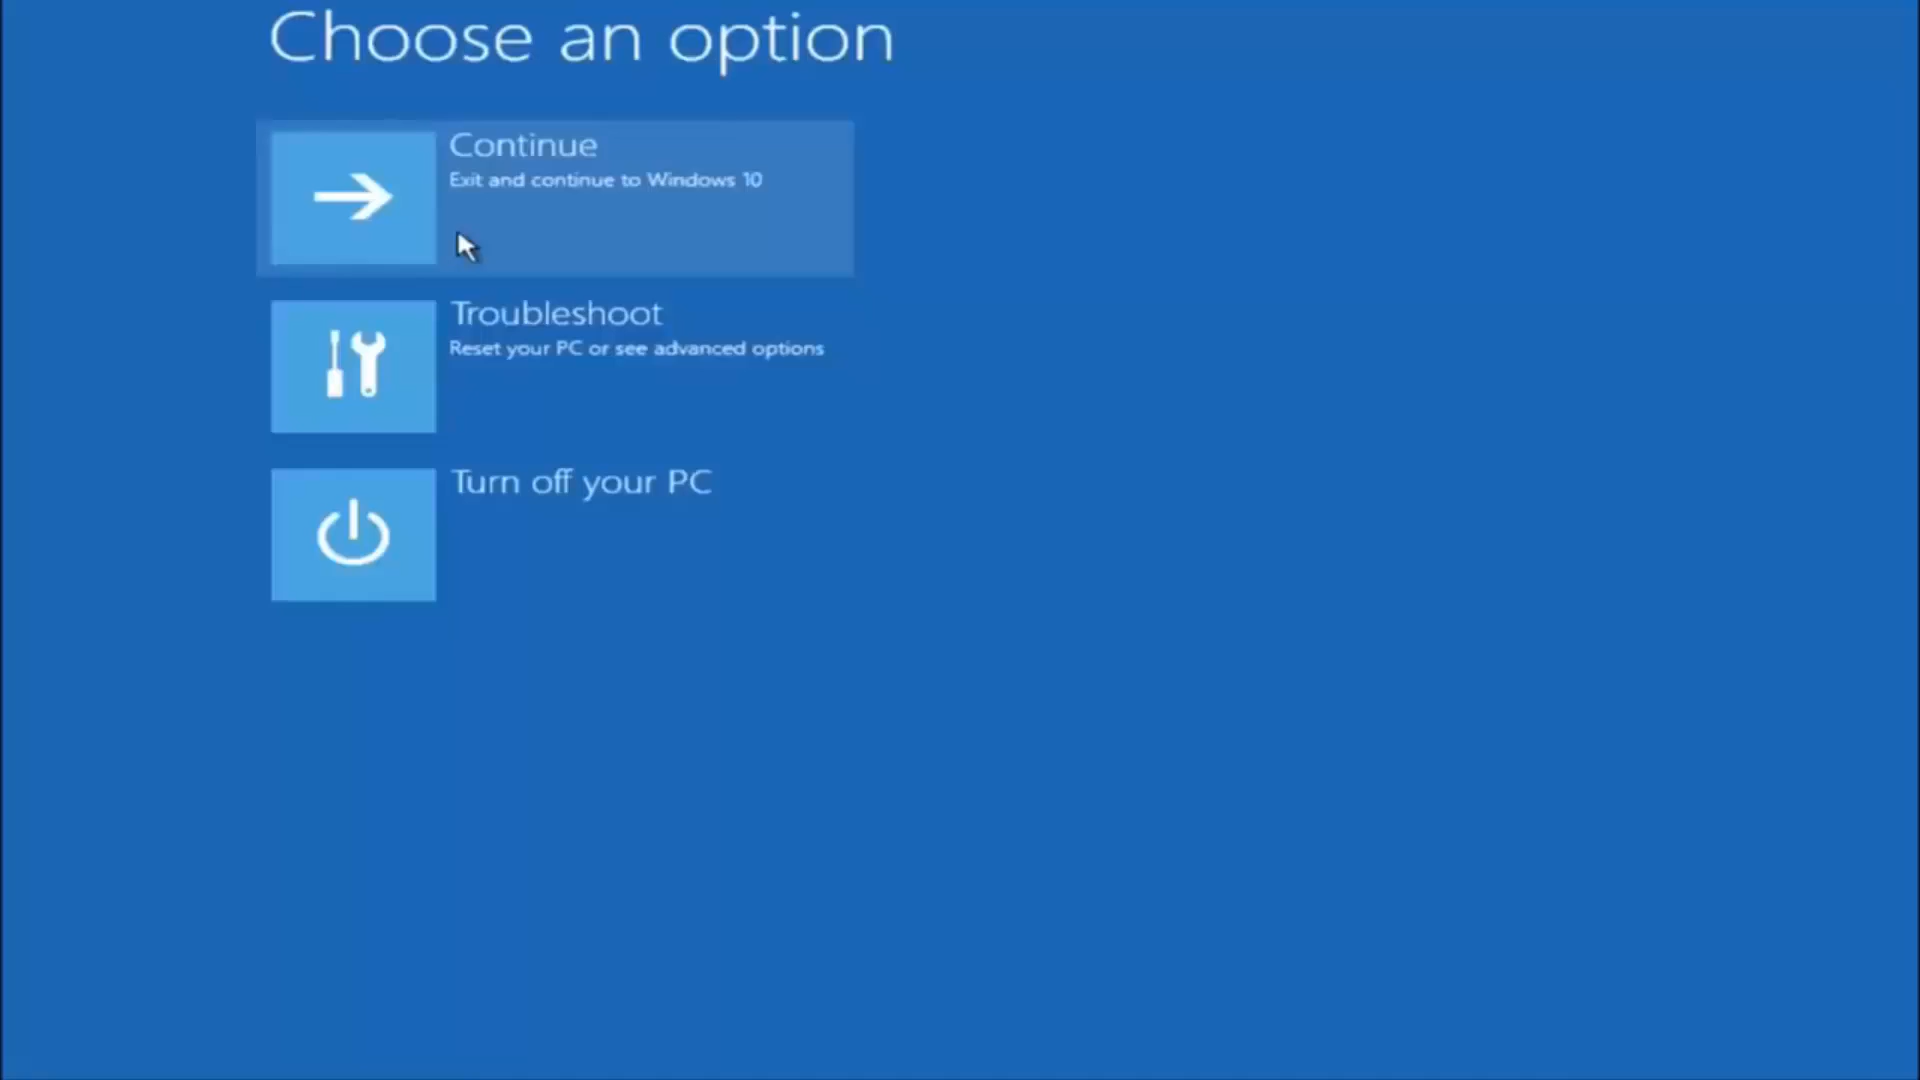 Choose an option
Continue
Exit and continue to Windows 10
Troubleshoot
Reset your PC or see advanced options
Turn off your PC